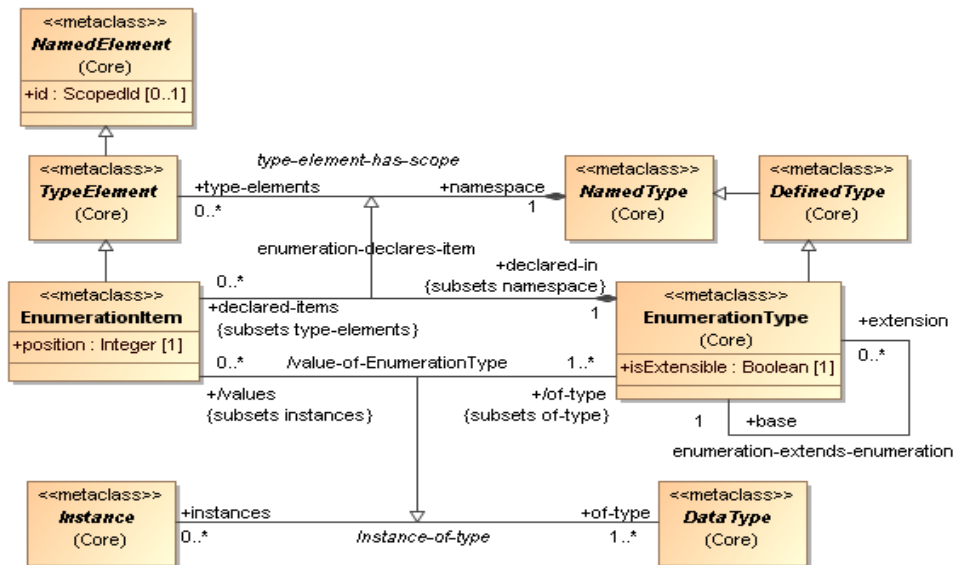 <<metaclass>>
NamedElement
(Core)
+id : ScopedId [0..1]
type-element-has-scope
<<metaclass>>
TypeElement
(Core)
+type-elements
0..*
+namespace
1
<<metaclass>>
NamedType
(Core)
<<metaclass>>
DefinedType
(Core)
enumeration-declares-item
<<metaclass>>
EnumerationItem
+position : Integer [1]
0..*
+declared-items
{subsets type-elements}
+declared-in
{subsets namespace}
1
<<metaclass>>
EnumerationType
(Core)
+isExtensible : Boolean [1]
+extension
0..*
0..*
/value-of-EnumerationType
1..*
+/values
{subsets instances}
+/of-type
{subsets of-type}
1
+base
enumeration-extends-enumeration
<<metaclass>>
Instance
(Core)
+instances
0..*
Instance-of-type
+of-type
1..*
<<metaclass>>
DataType
(Core)